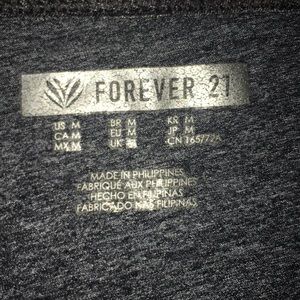 FOREVER 21
US M BR M KR M
CA M EU M JP M
MX M UK M CN 165/72A
MADE IN PHILIPPINES
FABRIQUÉ AUX PHILIPPINES
HECHO EN FILIPINAS
FABRICADO NAS FILIPINAS